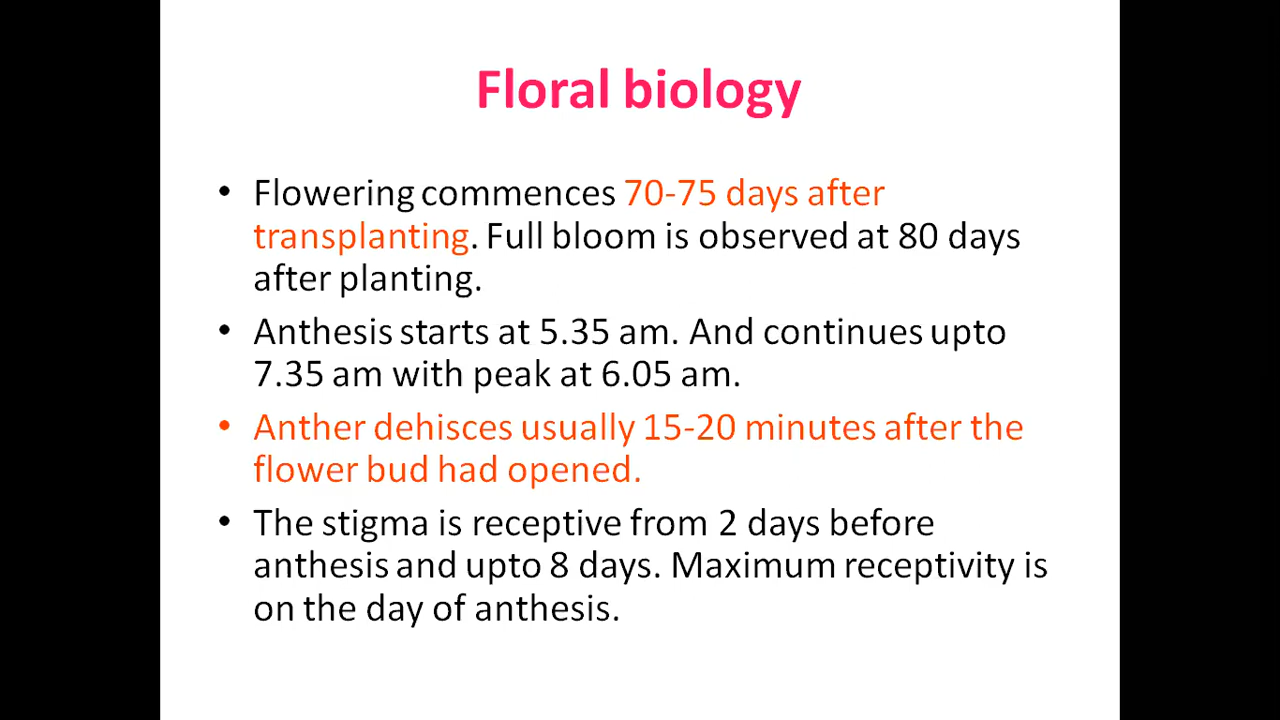 Floral biology
• Flowering commences 70-75 days after
transplanting. Full bloom is observed at 80 days
after planting.
• Anthesis starts at 5.35 am. And continues upto
7.35 am with peak at 6.05 am.
• Anther dehisces usually 15-20 minutes after the
flower bud had opened.
• The stigma is receptive from 2 days before
anthesis and upto 8 days. Maximum receptivity is
on the day of anthesis.